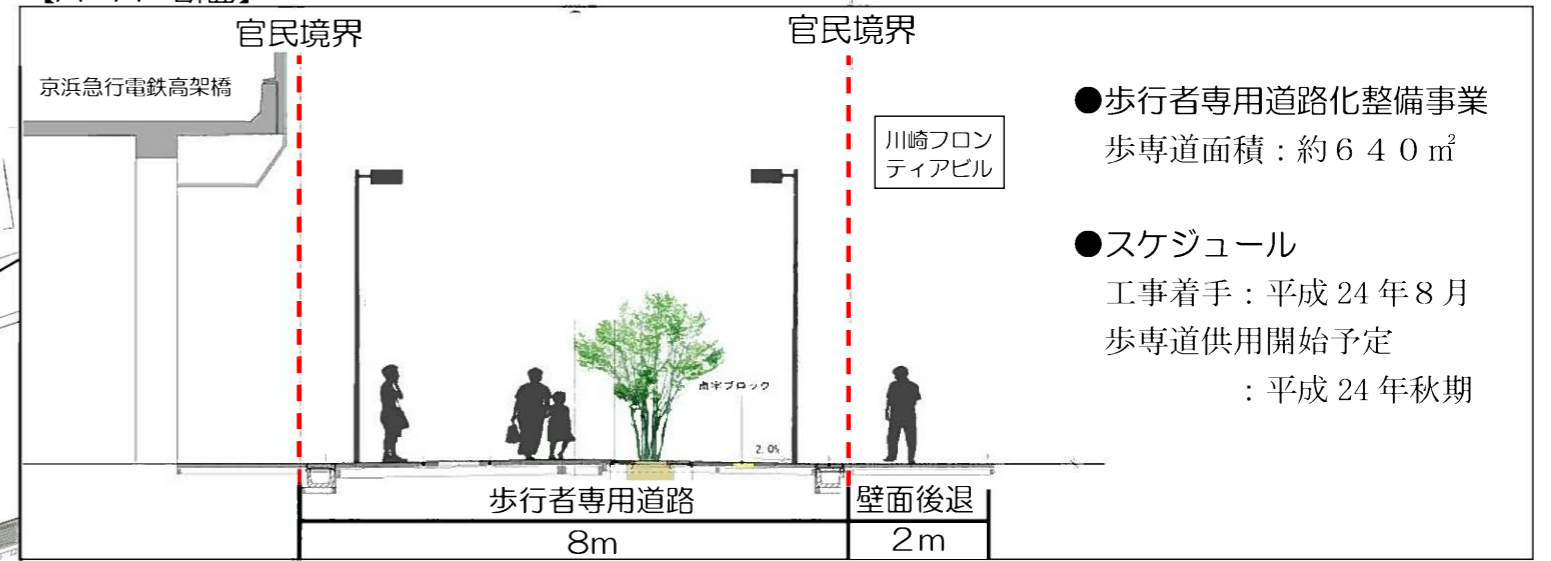 官民境界
官民境界
京浜急行電鉄高架橋
川崎フロン
ティアビル
●歩行者専用道路化整備事業
歩専道面積：約６４０㎡
●スケジュール
工事着手：平成24年８月
歩専道供用開始予定
：平成24年秋期
点字ブロック
2.0%
歩行者専用道路
壁面後退
8m
2m